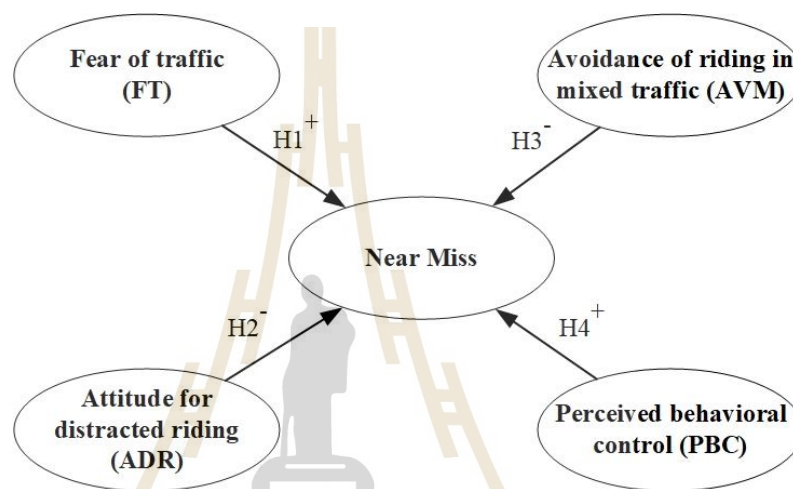 Fear of traffic
(FT)
Avoidance of riding in
mixed traffic (AVM)
H1+
H3-
Near Miss
H2-
H4+
Attitude for
distracted riding
(ADR)
Perceived behavioral
control (PBC)